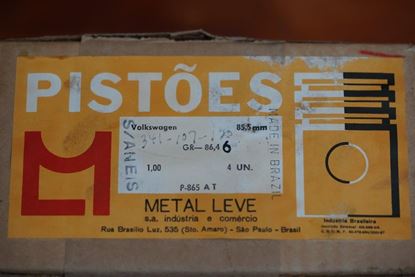 PISTÕES
Volkswagen 85,5 mm
S/ANEIS
GR— 86,4 6
1,00 4 UN.
MADE IN BRAZIL
P-865 A T
METAL LEVE
s.a. indústria e comércio
Rua Brasílio Luz, 535 (Sto. Amaro) - São Paulo - Brasil
Indústria Brasileira